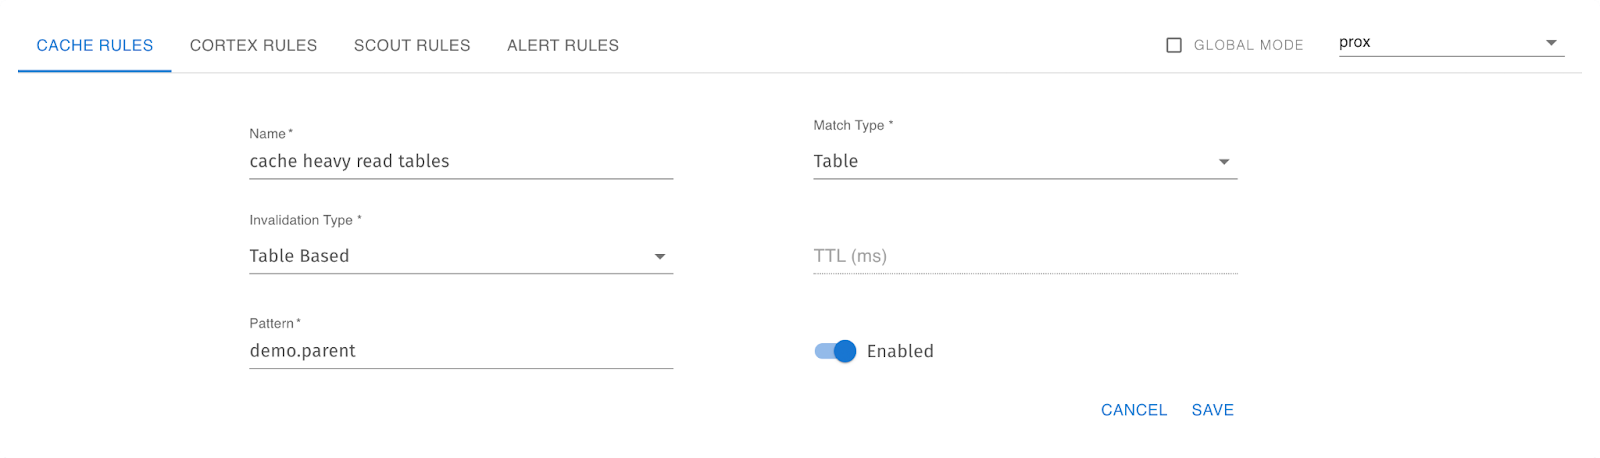 CACHE RULES CORTEX RULES SCOUT RULES ALERT RULES GLOBAL MODE prox
Name *
cache heavy read tables
Match Type *
Table
Invalidation Type *
Table Based
TTL (ms)
Pattern *
demo.parent
Enabled
CANCEL SAVE